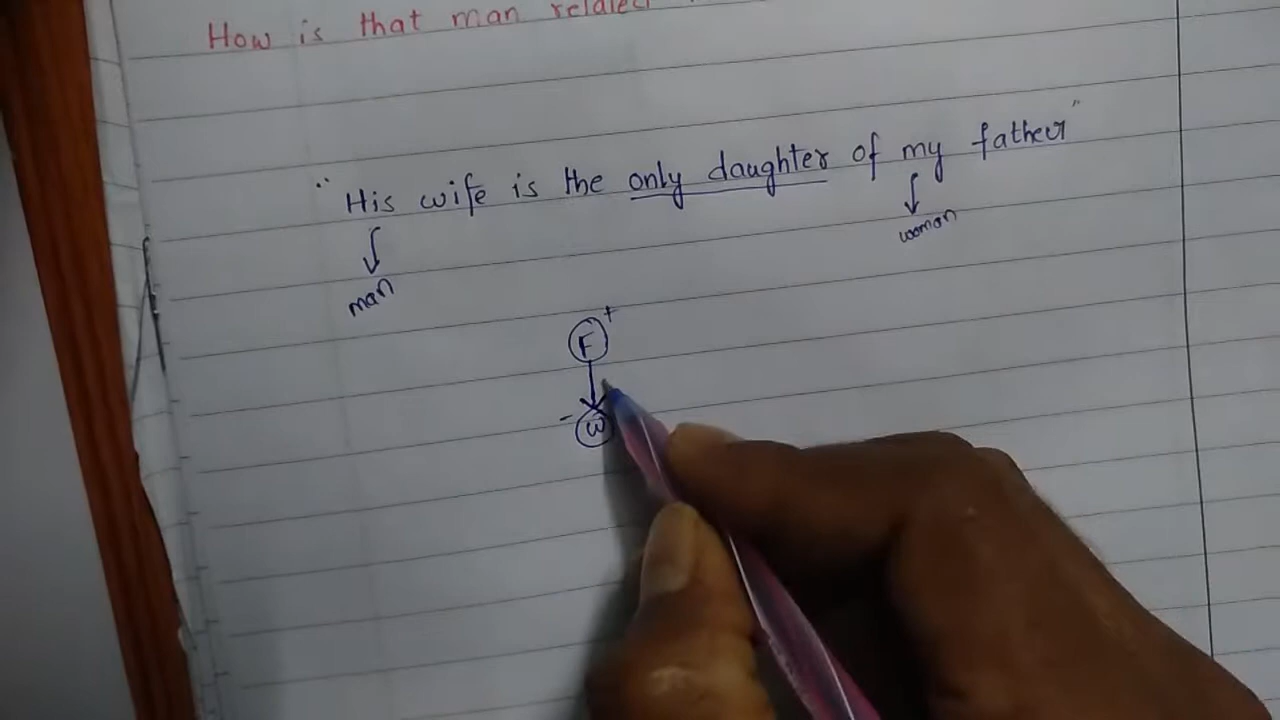 How is that man related
"His wife is the only daughter of my father"
woman
man
F +
- W